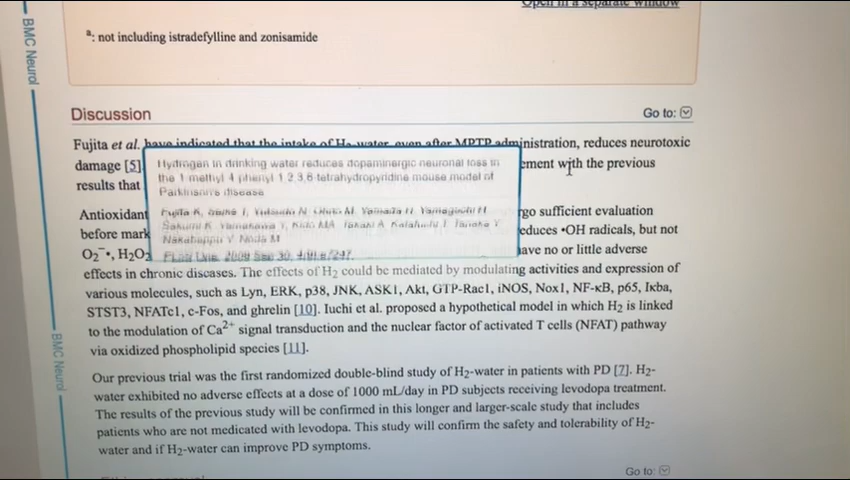 Open in a separate window
a: not including istradefylline and zonisamide
BMC Neurol
Discussion
Go to:
Fujita et al. have indicated that the intake of H2-water, even after MPTP administration, reduces neurotoxic
damage [5]
ement with the previous
results that
Hydrogen in drinking water reduces dopaminergic neuronal loss in
the 1-methyl-4-phenyl-1,2,3,6-tetrahydropyridine mouse model of
Parkinson's disease
Fujita K, T, Yutsudo N, M, Yamada H, Yamaguchi H,
Sakumi K, Yamakawa Y, Kido MA, Takaki A, Katafuchi T, Tanaka Y,
Nakabeppu Y, Noda M
PLoS One. 2009 Sep 30; 4(9):e7247.
Antioxidant
rgo sufficient evaluation
before mark
educes •OH radicals, but not
O2−•, H2O2
ave no or little adverse
effects in chronic diseases. The effects of H2 could be mediated by modulating activities and expression of
various molecules, such as Lyn, ERK, p38, JNK, ASK1, Akt, GTP-Rac1, iNOS, Nox1, NF-κB, p65, Iκba,
STST3, NFATc1, c-Fos, and ghrelin [10]. Iuchi et al. proposed a hypothetical model in which H2 is linked
to the modulation of Ca2+ signal transduction and the nuclear factor of activated T cells (NFAT) pathway
via oxidized phospholipid species [11].
BMC Neurol
Our previous trial was the first randomized double-blind study of H2-water in patients with PD [7]. H2-
water exhibited no adverse effects at a dose of 1000 mL/day in PD subjects receiving levodopa treatment.
The results of the previous study will be confirmed in this longer and larger-scale study that includes
patients who are not medicated with levodopa. This study will confirm the safety and tolerability of H2-
water and if H2-water can improve PD symptoms.
Go to: